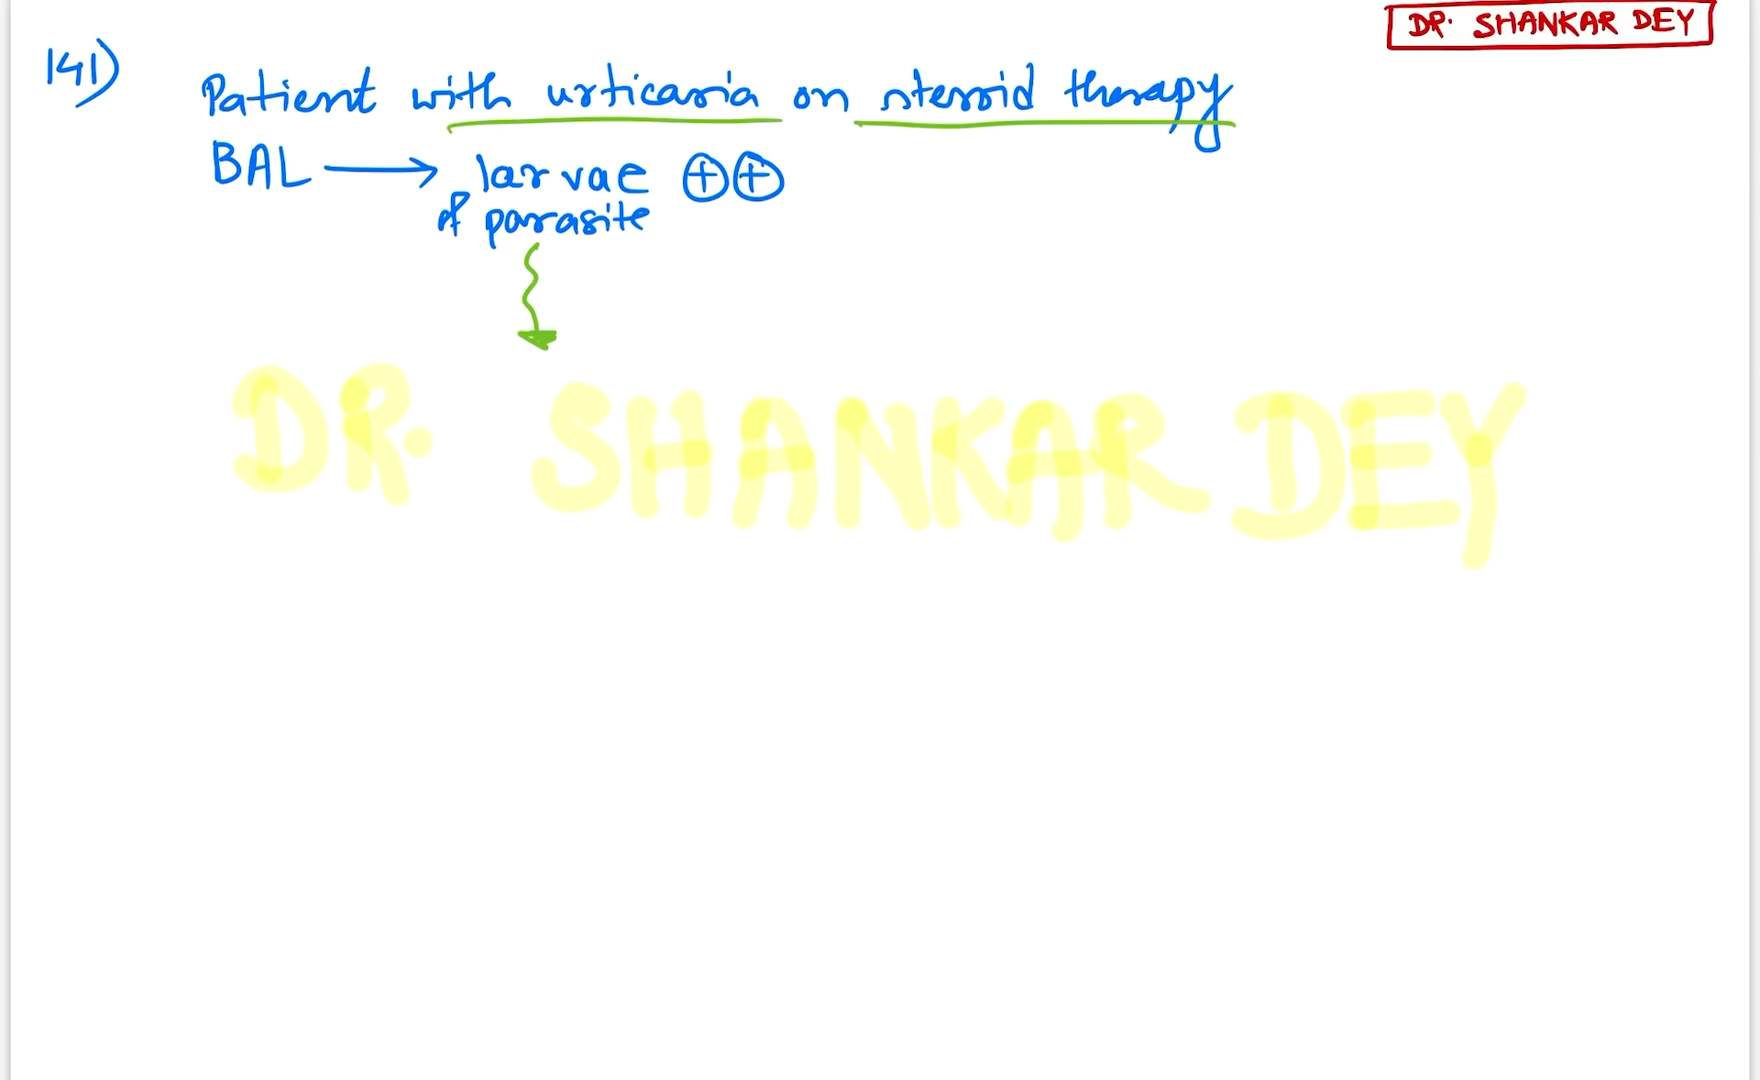 DR. SHANKAR DEY
141)
Patient with urticaria on steroid therapy
BAL → larvae ⊕⊕
of parasite
DR. SHANKAR DEY